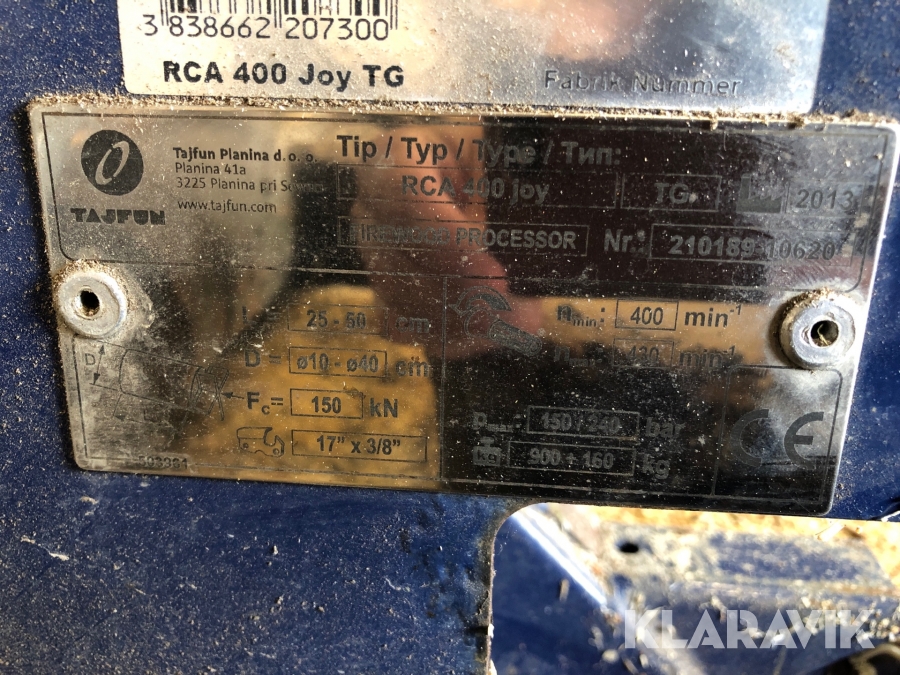 3 838662 207300
RCA 400 Joy TG
Fabrik Nummer
TAJFUN
Tajfun Planina d.o.o.
Planina 41a
3225 Planina pri
www.tajfun.com
Tip / Typ / Type / Тип:
RCA 400 joy TG 2013
FIREWOOD PROCESSOR Nr.:
L = 25 - 50 cm
D = ø10 - ø40 cm
D
Fc= 150 kN
17" x 3/8"
nmin: 400 min-1
430 min-1
150 / 240 bar
kg 900 + 160 kg
CE
KLARAVIK